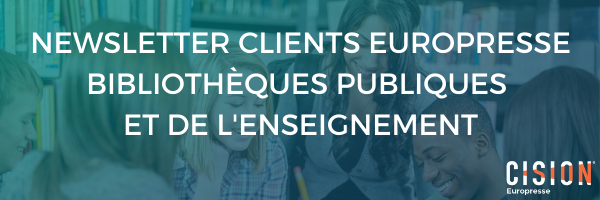 NEWSLETTER CLIENTS EUROPRESSE
BIBLIOTHÈQUES PUBLIQUES
ET DE L'ENSEIGNEMENT
CISION
Europresse